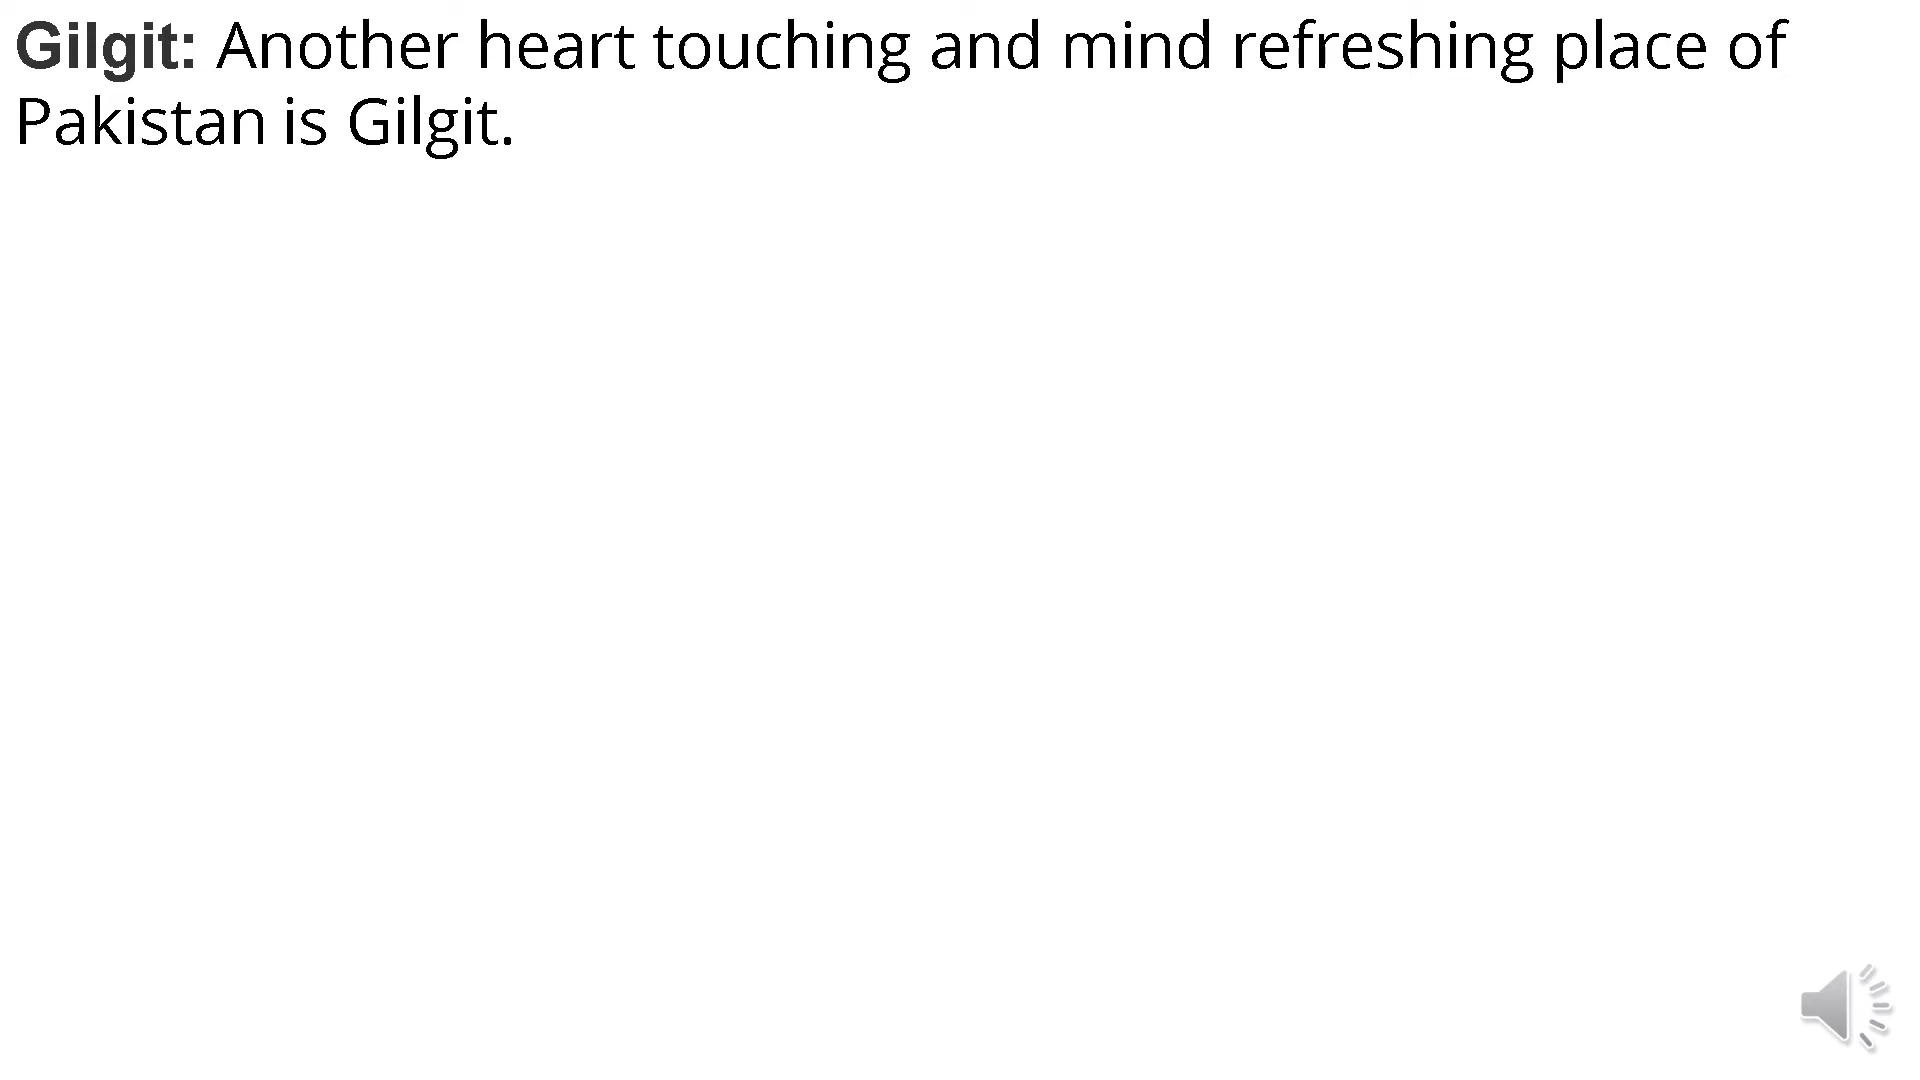 Gilgit: Another heart touching and mind refreshing place of
Pakistan is Gilgit.